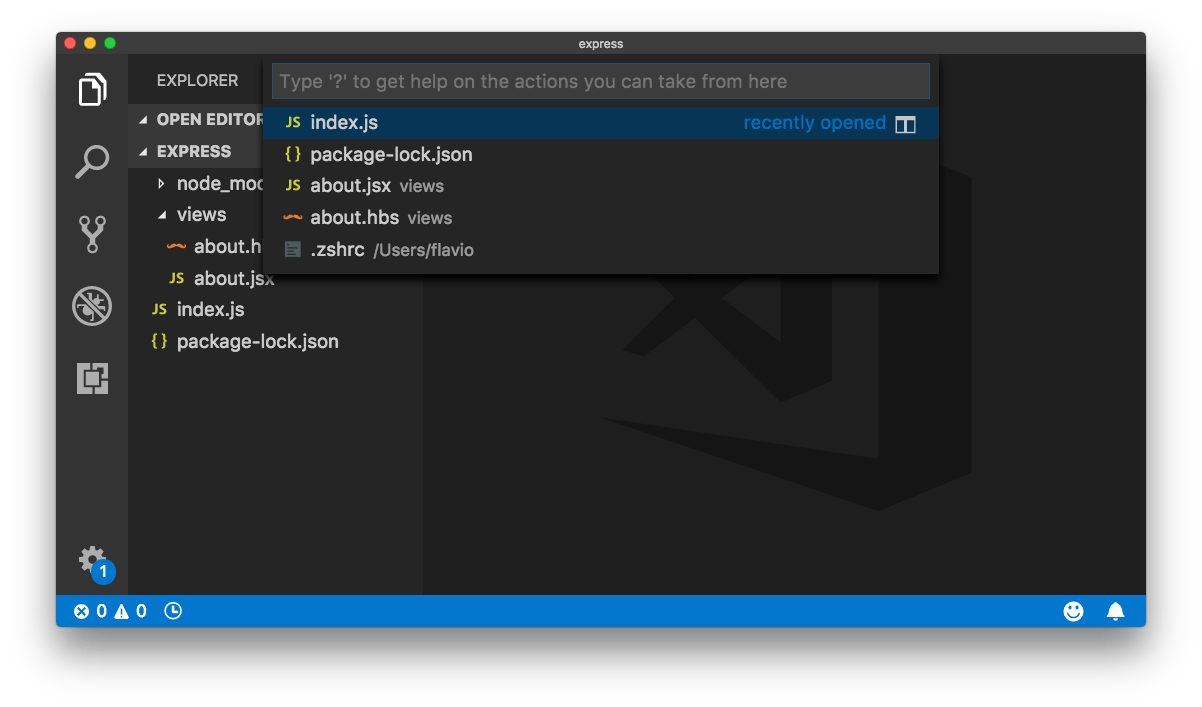 express
EXPLORER
Type '?' to get help on the actions you can take from here
OPEN EDITOR
JS index.js recently opened
EXPRESS
{} package-lock.json
node_mod
JS about.jsx views
views
about.hbs views
about.h
.zshrc /Users/flavio
JS about.jsx
JS index.js
{} package-lock.json
1
0 0